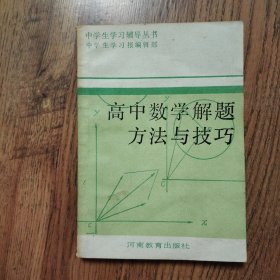 中学生学习辅导丛书
中学生学习报编辑部
高中数学解题
方法与技巧
河南教育出版社